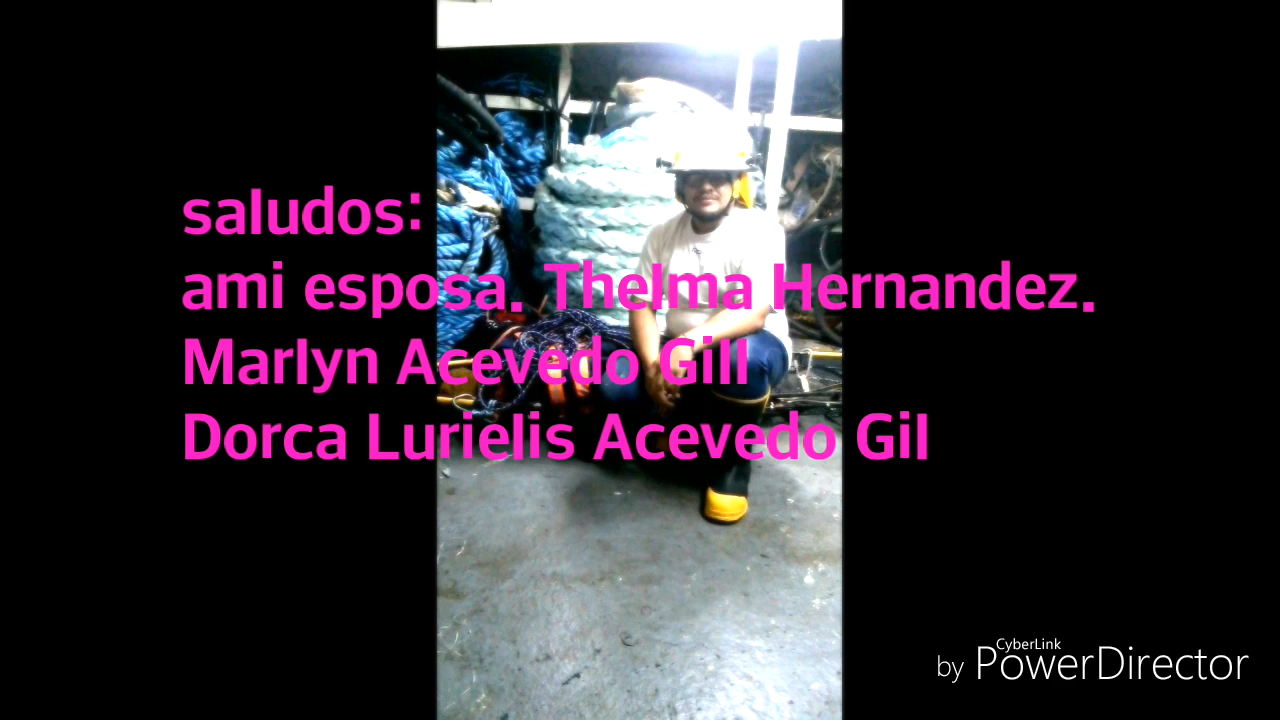 saludos:
ami esposa. Thelma Hernandez.
Marlyn Acevedo Gill
Dorca Lurielis Acevedo Gil
CyberLink
by PowerDirector